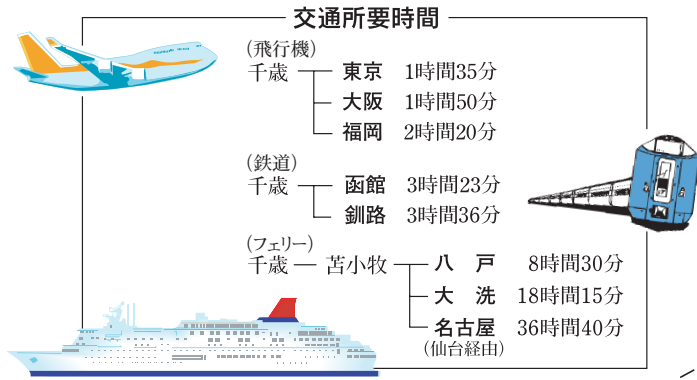 交通所要時間
(飛行機)
千歳 東京 1時間35分
大阪 1時間50分
福岡 2時間20分
(鉄道)
千歳 函館 3時間23分
釧路 3時間36分
(フェリー)
千歳 苫小牧 八戸 8時間30分
大洗 18時間15分
名古屋 36時間40分
(仙台経由)